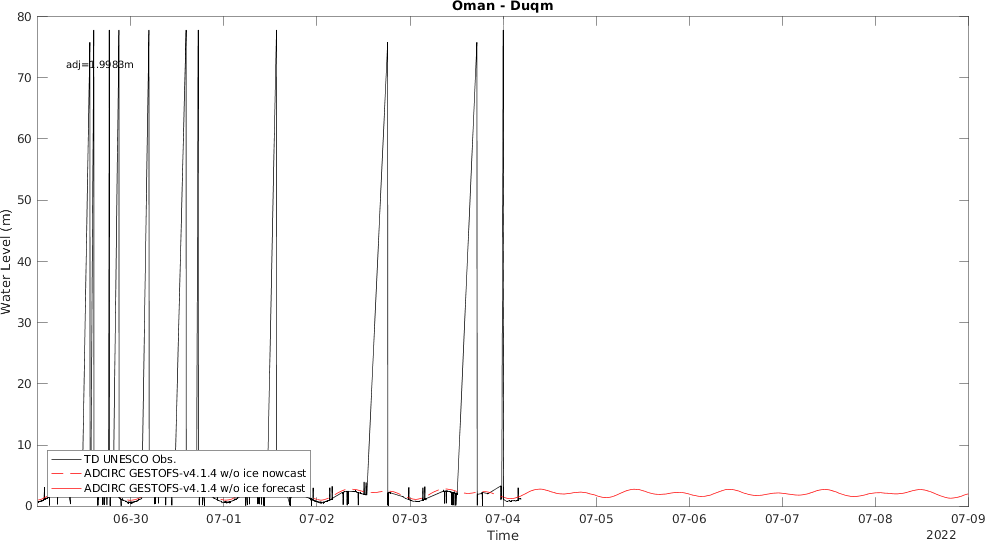 Oman - Duqm
80
70
60
50
40
30
20
10
0
Water Level (m)
adj=1.9983m
TD UNESCO Obs.
ADCIRC GESTOFS-v4.1.4 w/o ice nowcast
ADCIRC GESTOFS-v4.1.4 w/o ice forecast
06-30 07-01 07-02 07-03 07-04 07-05 07-06 07-07 07-08 07-09
Time
2022